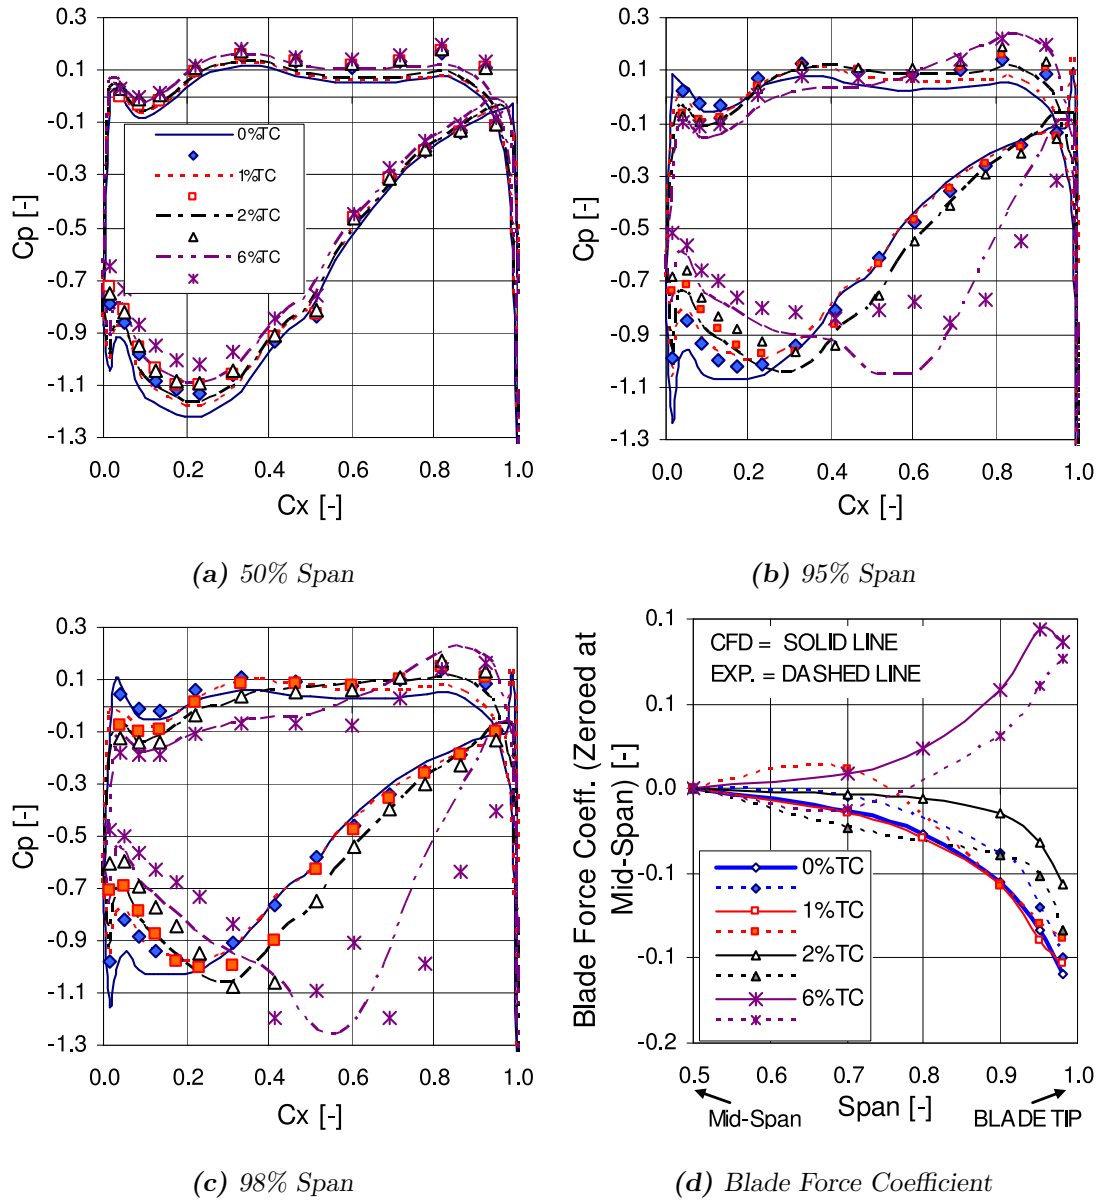 0.3
0.1
-0.1
-0.3
-0.5
-0.7
-0.9
-1.1
-1.3
Cp [-]
0%TC
1%TC
2%TC
6%TC
0.0 0.2 0.4 0.6 0.8 1.0
Cx [-]
(a) 50% Span
0.3
0.1
-0.1
-0.3
-0.5
-0.7
-0.9
-1.1
-1.3
Cp [-]
0.0 0.2 0.4 0.6 0.8 1.0
Cx [-]
(b) 95% Span
0.3
0.1
-0.1
-0.3
-0.5
-0.7
-0.9
-1.1
-1.3
Cp [-]
0.0 0.2 0.4 0.6 0.8 1.0
Cx [-]
(c) 98% Span
0.1
0.1
0.0
-0.1
-0.1
-0.2
Blade Force Coeff. (Zeroed at
Mid-Span) [-]
CFD = SOLID LINE
EXP. = DASHED LINE
0%TC
1%TC
2%TC
6%TC
0.5 0.6 0.7 0.8 0.9 1.0
Mid-Span
Span [-]
BLADE TIP
(d) Blade Force Coefficient